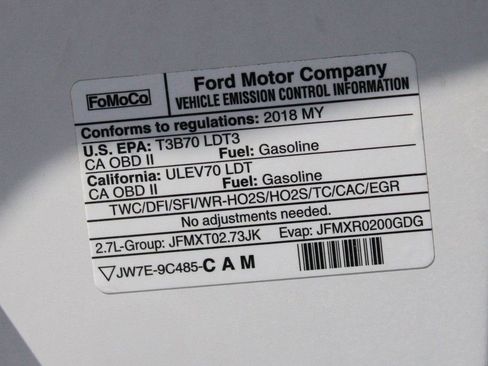 FoMoCo
Ford Motor Company
VEHICLE EMISSION CONTROL INFORMATION
Conforms to regulations: 2018 MY
U.S. EPA: T3B70 LDT3
CA OBD II Fuel: Gasoline
California: ULEV70 LDT
CA OBD II Fuel: Gasoline
TWC/DFI/SFI/WR-HO2S/HO2S/TC/CAC/EGR
No adjustments needed.
2.7L-Group: JFMXT02.73JK Evap: JFMXR0200GDG
JW7E-9C485-CAM